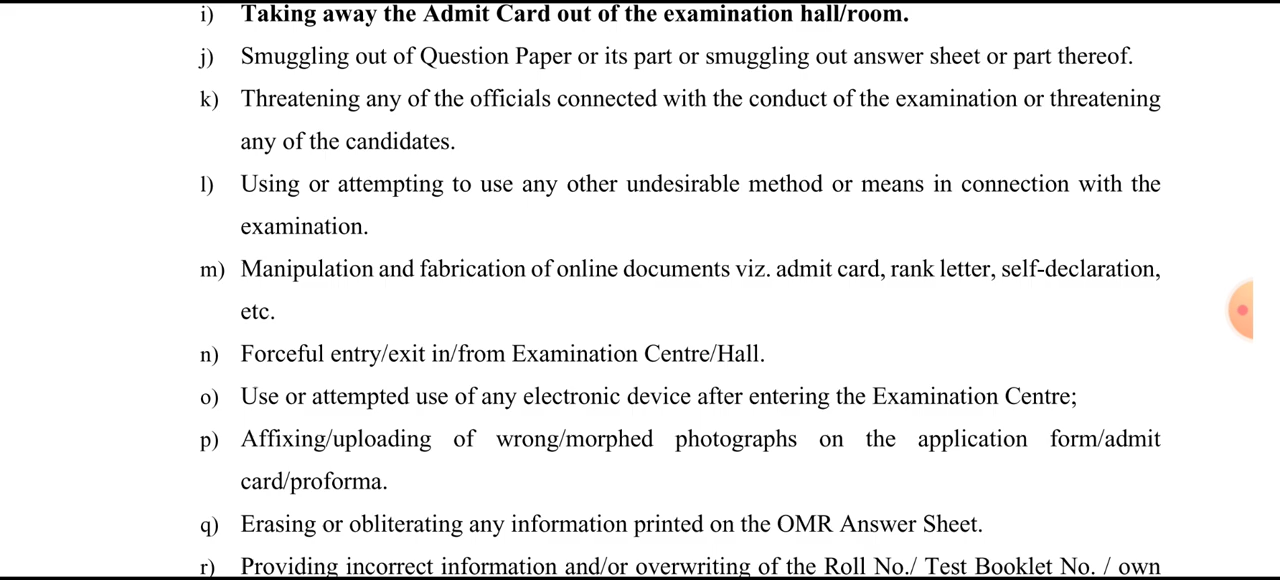 i) Taking away the Admit Card out of the examination hall/room.
j) Smuggling out of Question Paper or its part or smuggling out answer sheet or part thereof.
k) Threatening any of the officials connected with the conduct of the examination or threatening
any of the candidates.
l) Using or attempting to use any other undesirable method or means in connection with the
examination.
m) Manipulation and fabrication of online documents viz. admit card, rank letter, self-declaration,
etc.
n) Forceful entry/exit in/from Examination Centre/Hall.
o) Use or attempted use of any electronic device after entering the Examination Centre;
p) Affixing/uploading of wrong/morphed photographs on the application form/admit
card/proforma.
q) Erasing or obliterating any information printed on the OMR Answer Sheet.
r) Providing incorrect information and/or overwriting of the Roll No./ Test Booklet No. / own